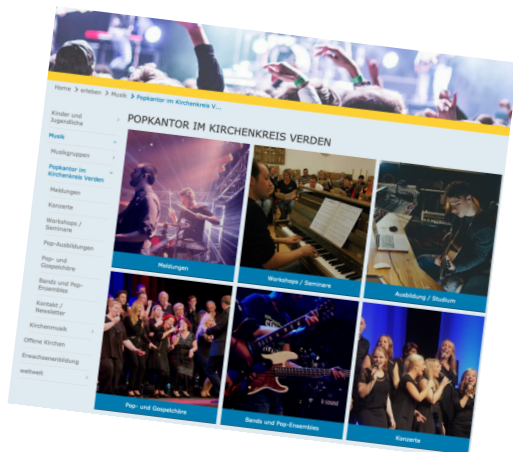 Home > erleben > Musik > Popkantor im Kirchenkreis V...
Kinder und
Jugendliche
Musik
Musikgruppen
Popkantor im
Kirchenkreis Verden
Meldungen
Konzerte
Workshops /
Seminare
Pop-Ausbildungen
Pop- und
Gospelchöre
Bands und Pop-
Ensembles
Kontakt /
Newsletter
Kirchenmusik
Offene Kirchen
Erwachsenenbildung
weltweit
POPKANTOR IM KIRCHENKREIS VERDEN
Meldungen
Workshops / Seminare
Ausbildung / Studium
Pop- und Gospelchöre
Bands und Pop-Ensembles
Konzerte